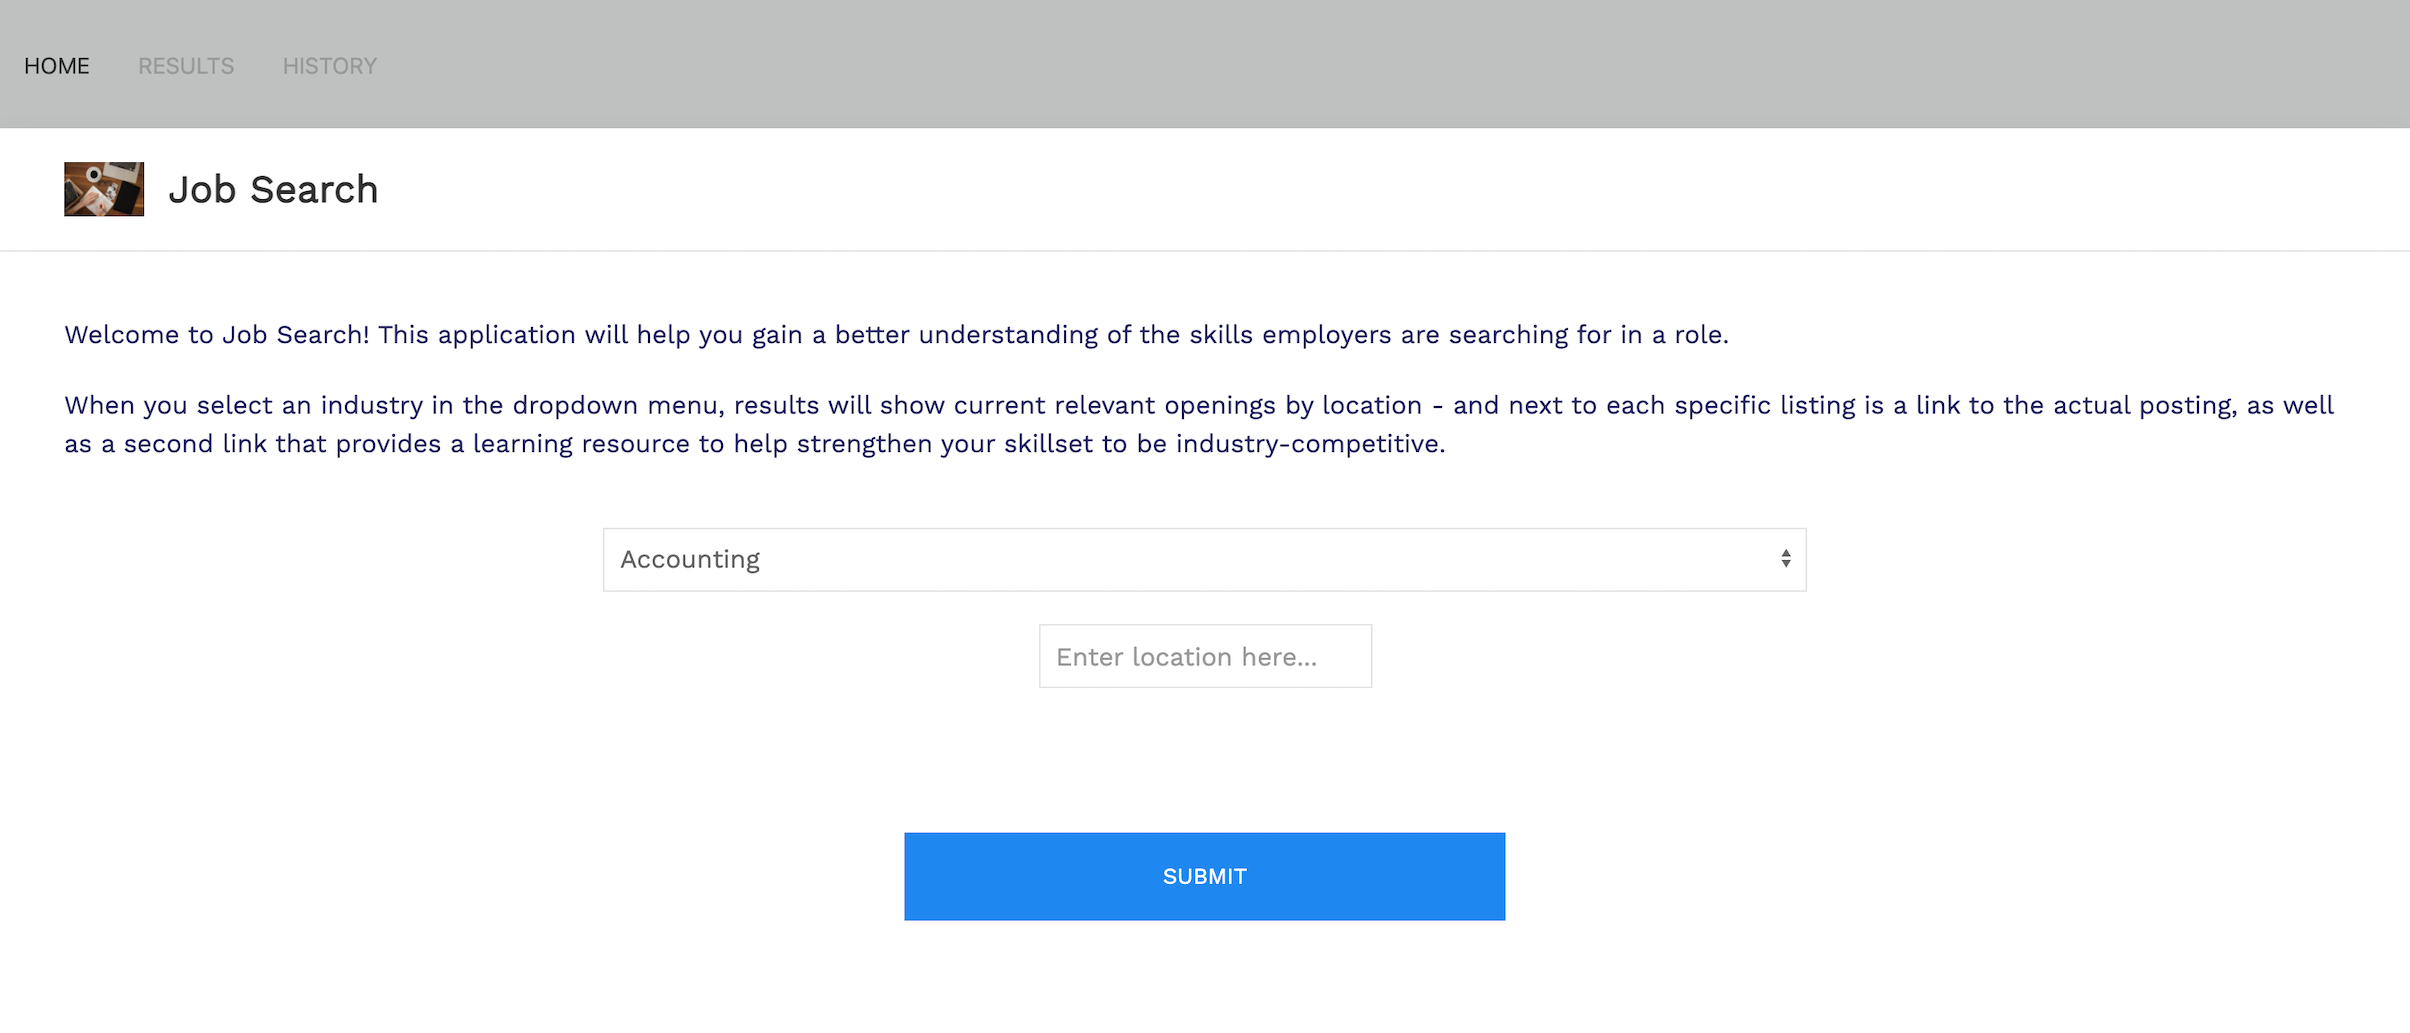 HOME RESULTS HISTORY
Job Search
Welcome to Job Search! This application will help you gain a better understanding of the skills employers are searching for in a role.
When you select an industry in the dropdown menu, results will show current relevant openings by location - and next to each specific listing is a link to the actual posting, as well
as a second link that provides a learning resource to help strengthen your skillset to be industry-competitive.
Accounting
Enter location here...
SUBMIT